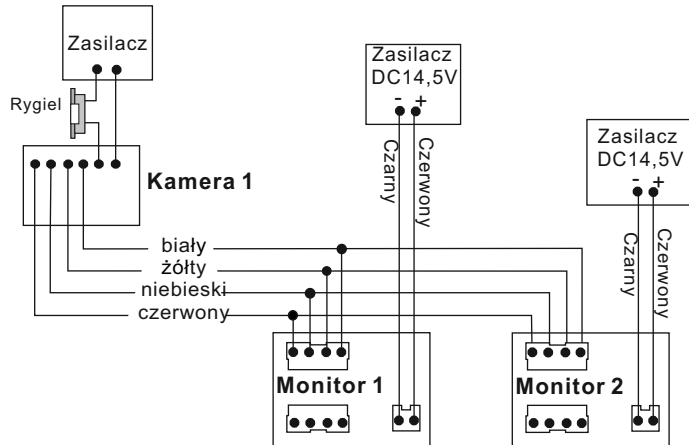 Zasilacz
Rygiel
Kamera 1
Zasilacz
DC14,5V
- +
Czarny
Czerwony
Zasilacz
DC14,5V
- +
Czarny
Czerwony
biały
żółty
niebieski
czerwony
Monitor 1
Monitor 2